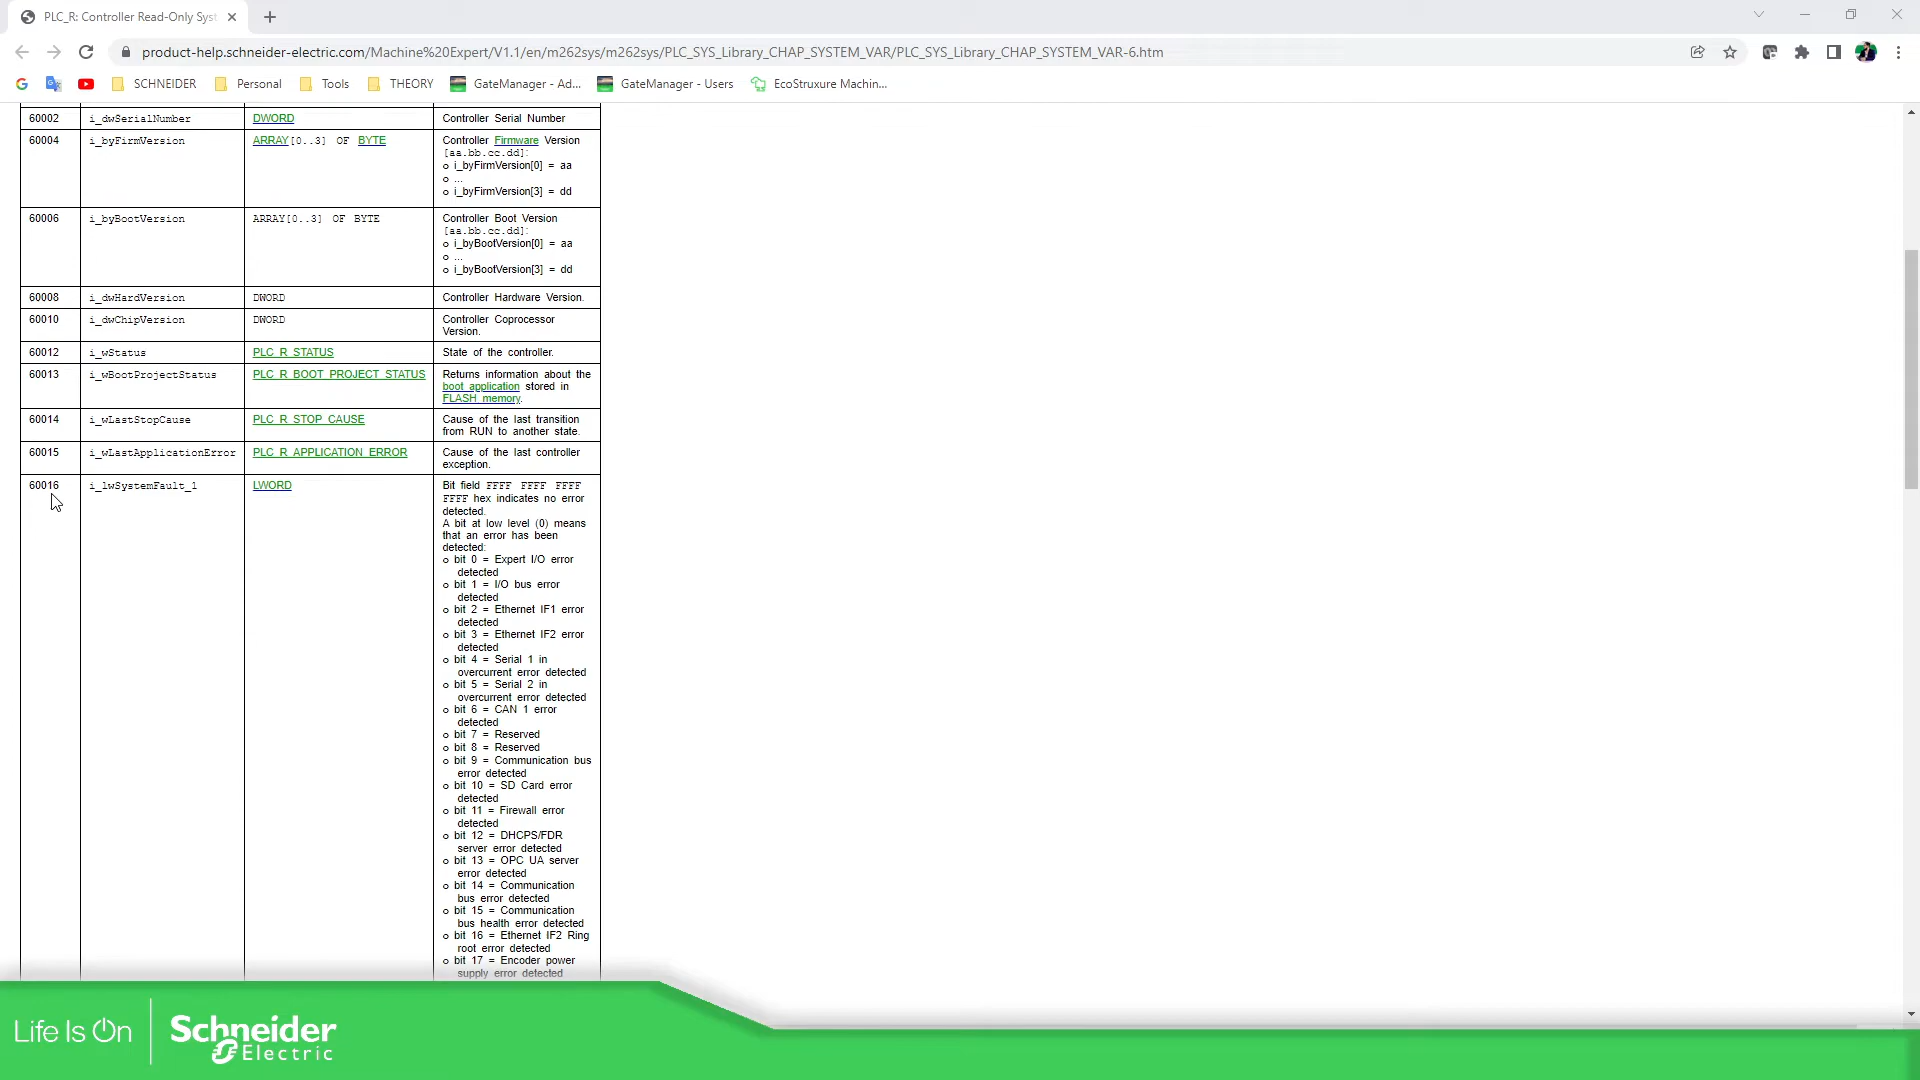 PLC_R: Controller Read-Only Syst
product-help.schneider-electric.com/Machine%20Expert/V1.1/en/m262sys/m262sys/PLC_SYS_Library_CHAP_SYSTEM_VAR/PLC_SYS_Library_CHAP_SYSTEM_VAR-6.htm
SCHNEIDER Personal Tools THEORY GateManager - Ad... GateManager - Users EcoStruxure Machin...
60002 i_dwSerialNumber DWORD Controller Serial Number
60004 i_byFirmVersion ARRAY[0..3] OF BYTE Controller Firmware Version
[aa.bb.cc.dd]:
o i_byFirmVersion[0] = aa
o ...
o i_byFirmVersion[3] = dd
60006 i_byBootVersion ARRAY[0..3] OF BYTE Controller Boot Version
[aa.bb.cc.dd]:
o i_byBootVersion[0] = aa
o ...
o i_byBootVersion[3] = dd
60008 i_dwHardVersion DWORD Controller Hardware Version.
60010 i_dwChipVersion DWORD Controller Coprocessor
Version.
60012 i_wStatus PLC_R_STATUS State of the controller.
60013 i_wBootProjectStatus PLC_R_BOOT_PROJECT_STATUS Returns information about the
boot application stored in
FLASH memory.
60014 i_wLastStopCause PLC_R_STOP_CAUSE Cause of the last transition
from RUN to another state.
60015 i_wLastApplicationError PLC_R_APPLICATION_ERROR Cause of the last controller
exception.
60016 i_lwSystemFault_1 LWORD Bit field FFFF FFFF FFFF
FFFF hex indicates no error
detected.
A bit at low level (0) means
that an error has been
detected:
o bit 0 = Expert I/O error
detected
o bit 1 = I/O bus error
detected
o bit 2 = Ethernet IF1 error
detected
o bit 3 = Ethernet IF2 error
detected
o bit 4 = Serial 1 in
overcurrent error detected
o bit 5 = Serial 2 in
overcurrent error detected
o bit 6 = CAN 1 error
detected
o bit 7 = Reserved
o bit 8 = Reserved
o bit 9 = Communication bus
error detected
o bit 10 = SD Card error
detected
o bit 11 = Firewall error
detected
o bit 12 = DHCPS/FDR
server error detected
o bit 13 = OPC UA server
error detected
o bit 14 = Communication
bus error detected
o bit 15 = Communication
bus health error detected
o bit 16 = Ethernet IF2 Ring
root error detected
o bit 17 = Encoder power
supply error detected
Life Is On
Schneider
Electric